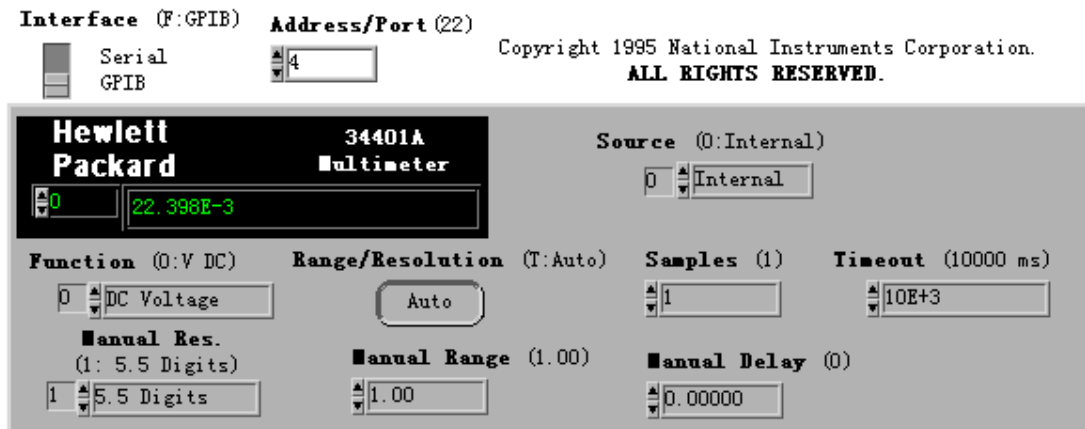 Interface (F:GPIB)
Serial
GPIB
Address/Port (22)
4
Copyright 1995 National Instruments Corporation.
ALL RIGHTS RESERVED.
Hewlett
Packard
34401A
Multimeter
0
22.398E-3
Source (0:Internal)
0 Internal
Function (0:V DC)
0 DC Voltage
Range/Resolution (T:Auto)
Auto
Samples (1)
1
Timeout (10000 ms)
10E+3
Manual Res.
(1: 5.5 Digits)
1 5.5 Digits
Manual Range (1.00)
1.00
Manual Delay (0)
0.00000